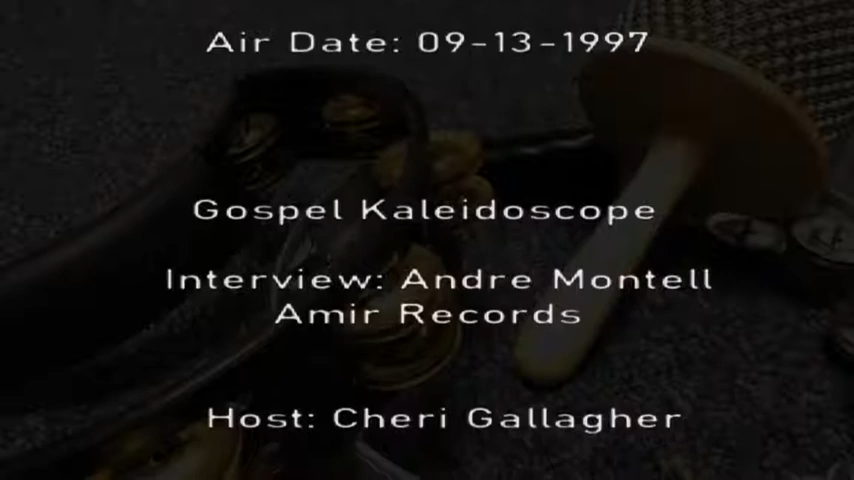 Air Date: 09-13-1997
Gospel Kaleidoscope
Interview: Andre Montell
Amir Records
Host: Cheri Gallagher